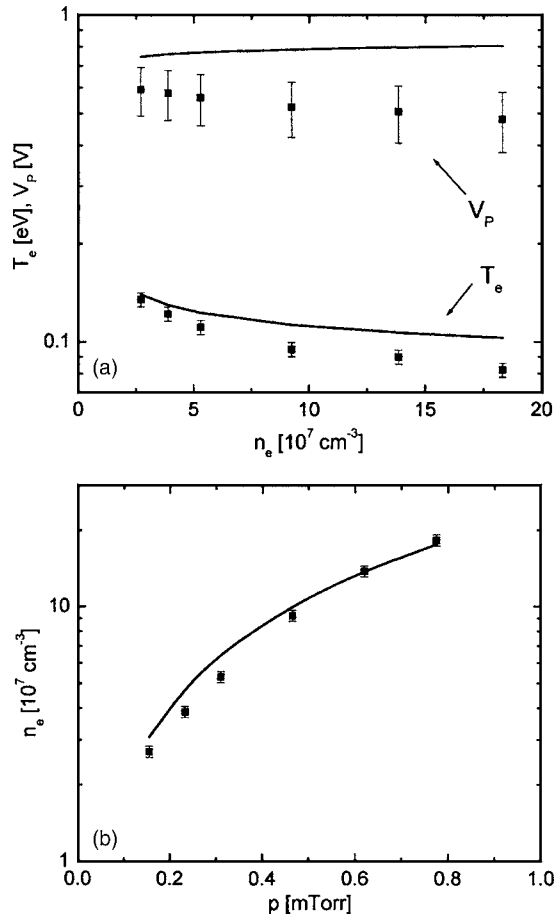 1
T_e [eV], V_P [V]
V_P
T_e
0.1
(a)
0 5 10 15 20
n_e [10^7 cm^-3]
n_e [10^7 cm^-3]
10
(b)
1
0.0 0.2 0.4 0.6 0.8 1.0
p [mTorr]